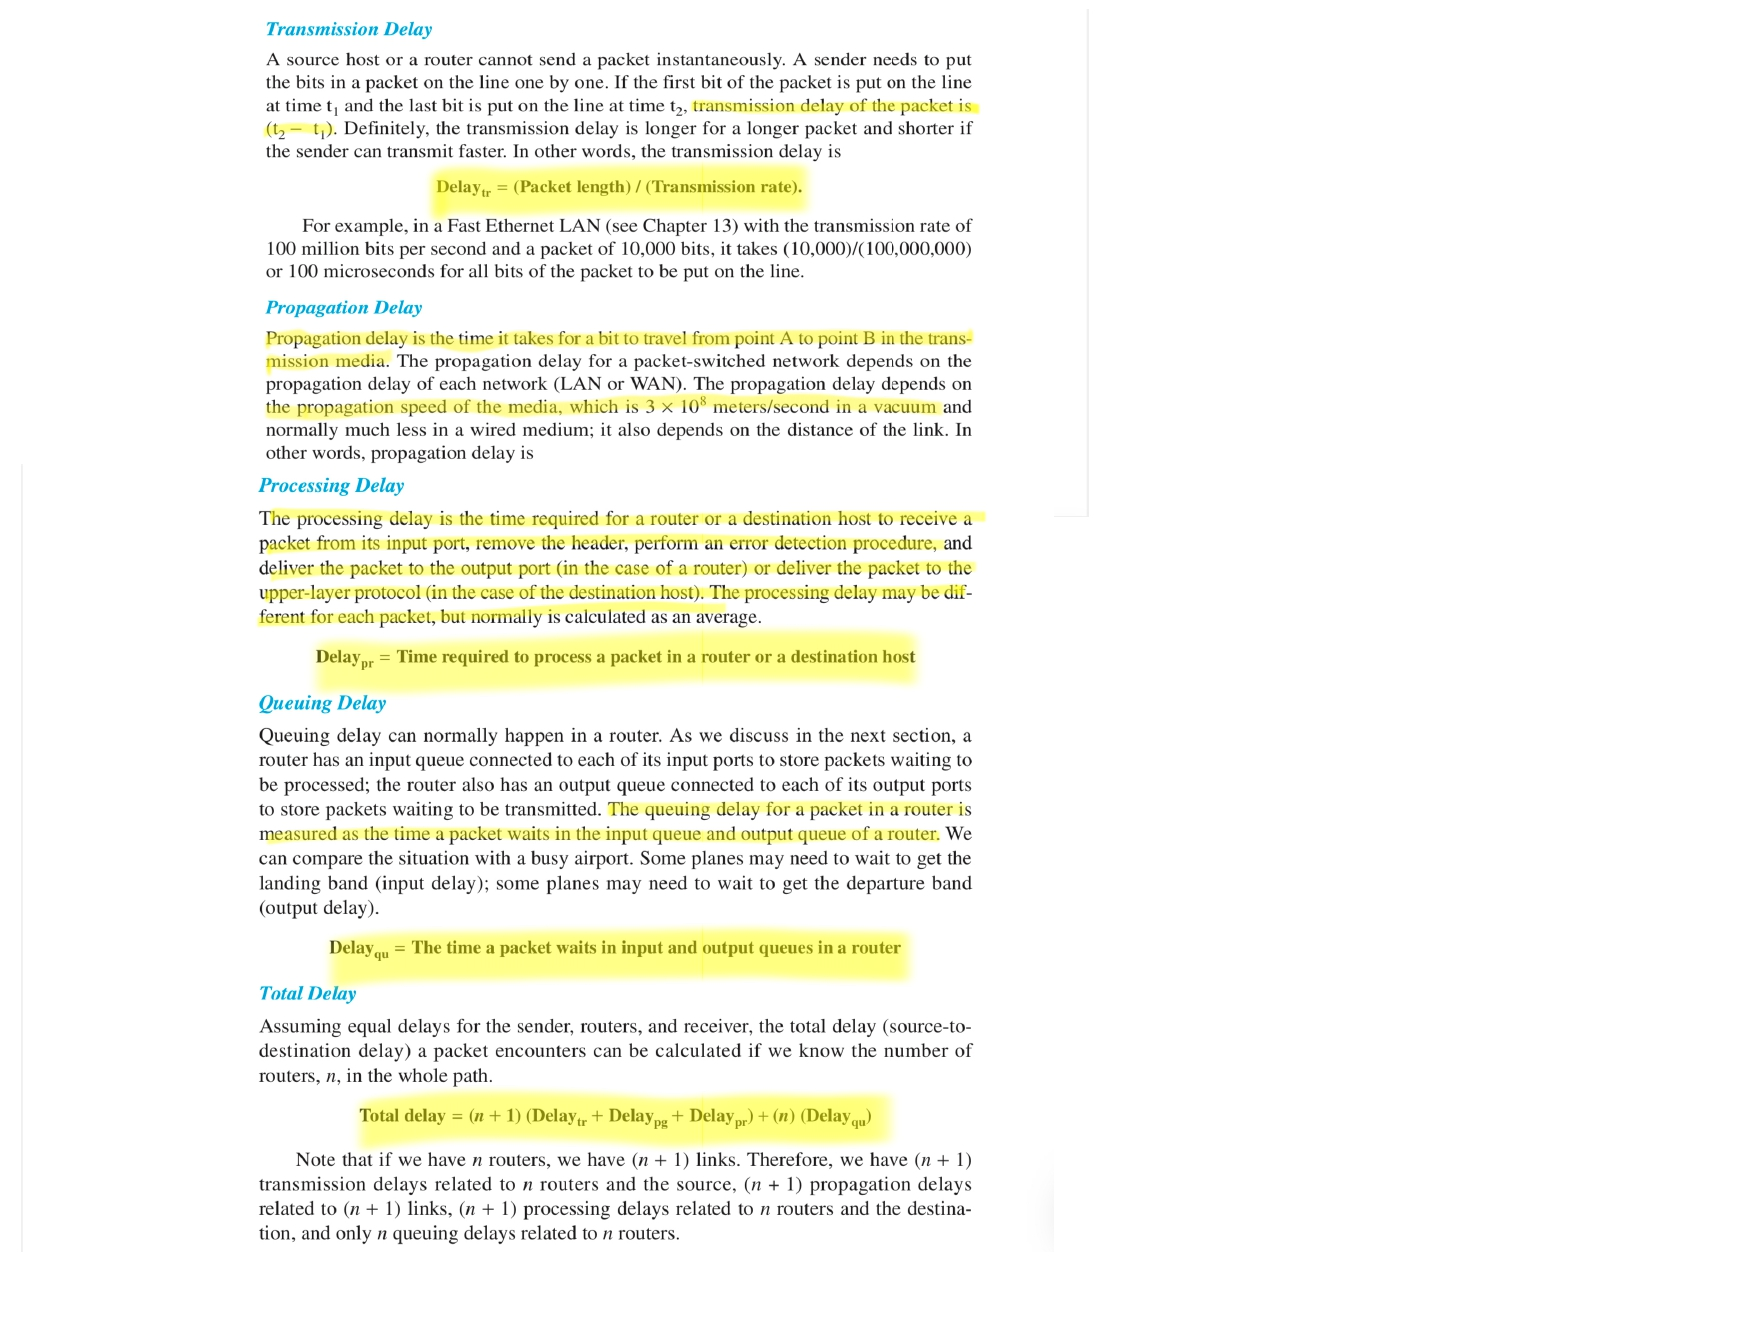 Transmission Delay
A source host or a router cannot send a packet instantaneously. A sender needs to put
the bits in a packet on the line one by one. If the first bit of the packet is put on the line
at time t1 and the last bit is put on the line at time t2, transmission delay of the packet is
(t2 − t1). Definitely, the transmission delay is longer for a longer packet and shorter if
the sender can transmit faster. In other words, the transmission delay is
Delaytr = (Packet length) / (Transmission rate).
For example, in a Fast Ethernet LAN (see Chapter 13) with the transmission rate of
100 million bits per second and a packet of 10,000 bits, it takes (10,000)/(100,000,000)
or 100 microseconds for all bits of the packet to be put on the line.
Propagation Delay
Propagation delay is the time it takes for a bit to travel from point A to point B in the trans-
mission media. The propagation delay for a packet-switched network depends on the
propagation delay of each network (LAN or WAN). The propagation delay depends on
the propagation speed of the media, which is 3 × 10⁸ meters/second in a vacuum and
normally much less in a wired medium; it also depends on the distance of the link. In
other words, propagation delay is
Processing Delay
The processing delay is the time required for a router or a destination host to receive a
packet from its input port, remove the header, perform an error detection procedure, and
deliver the packet to the output port (in the case of a router) or deliver the packet to the
upper-layer protocol (in the case of the destination host). The processing delay may be dif-
ferent for each packet, but normally is calculated as an average.
Delaypr = Time required to process a packet in a router or a destination host
Queuing Delay
Queuing delay can normally happen in a router. As we discuss in the next section, a
router has an input queue connected to each of its input ports to store packets waiting to
be processed; the router also has an output queue connected to each of its output ports
to store packets waiting to be transmitted. The queuing delay for a packet in a router is
measured as the time a packet waits in the input queue and output queue of a router. We
can compare the situation with a busy airport. Some planes may need to wait to get the
landing band (input delay); some planes may need to wait to get the departure band
(output delay).
Delayqu = The time a packet waits in input and output queues in a router
Total Delay
Assuming equal delays for the sender, routers, and receiver, the total delay (source-to-
destination delay) a packet encounters can be calculated if we know the number of
routers, n, in the whole path.
Total delay = (n + 1) (Delaytr + Delaypg + Delaypr) + (n) (Delayqu)
Note that if we have n routers, we have (n + 1) links. Therefore, we have (n + 1)
transmission delays related to n routers and the source, (n + 1) propagation delays
related to (n + 1) links, (n + 1) processing delays related to n routers and the destina-
tion, and only n queuing delays related to n routers.